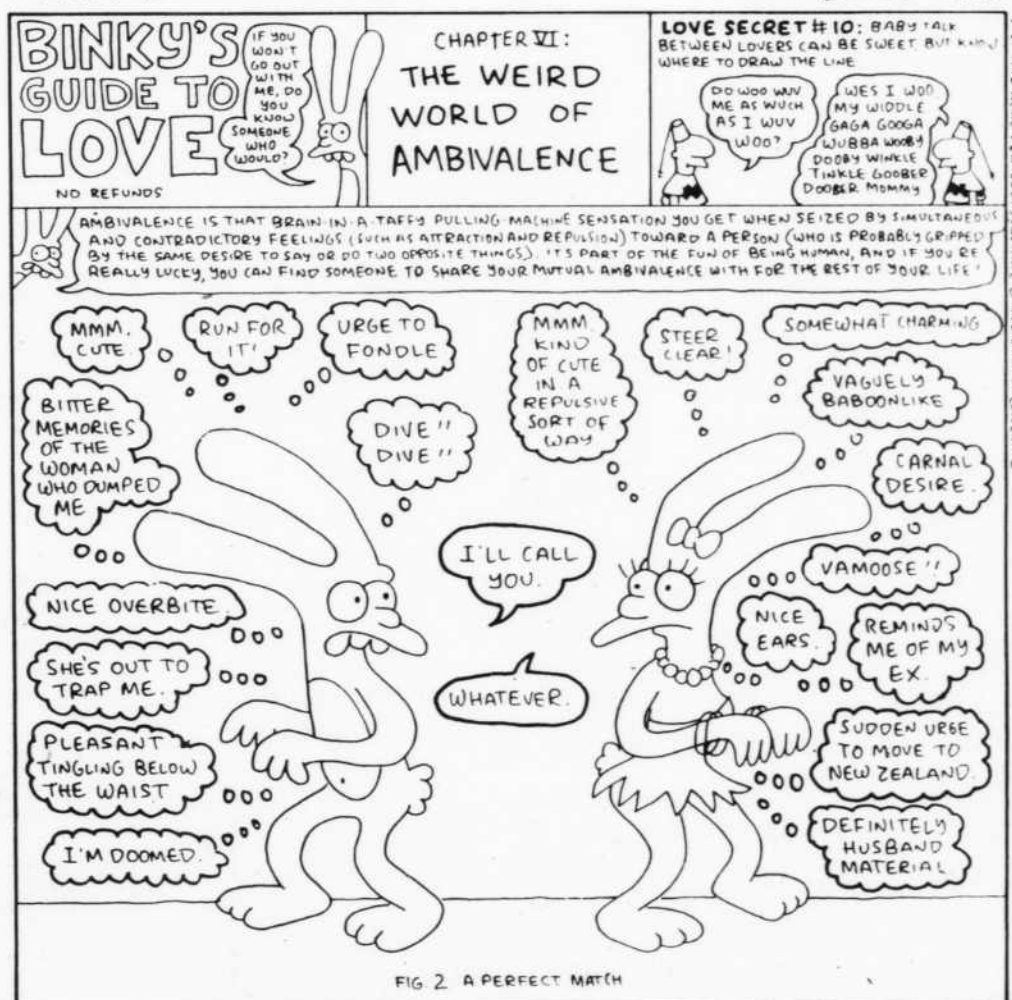 BINKY'S
GUIDE TO
LOVE
NO REFUNDS
IF YOU
WON'T
GO OUT
WITH
ME, DO
YOU
KNOW
SOMEONE
WHO
WOULD?
CHAPTER VI:
THE WEIRD
WORLD OF
AMBIVALENCE
LOVE SECRET #10: BABY TALK
BETWEEN LOVERS CAN BE SWEET, BUT KNOW
WHERE TO DRAW THE LINE
DO WOO WUV
ME AS WUCH
AS I WUV
WOO?
WES I WOO
MY WIDDLE
GAGA GOOGA
WUBBA WOOBY
DOOBY WINKLE
TINKLE GOOBER
DOOBER MOMMY
AMBIVALENCE IS THAT BRAIN-IN-A-TAFFY PULLING MACHINE SENSATION YOU GET WHEN SEIZED BY SIMULTANEOUS
AND CONTRADICTORY FEELINGS (SUCH AS ATTRACTION AND REPULSION) TOWARD A PERSON (WHO IS PROBABLY GRIPPED
BY THE SAME DESIRE TO SAY OR DO TWO OPPOSITE THINGS). IT'S PART OF THE FUN OF BEING HUMAN, AND IF YOU'RE
REALLY LUCKY, YOU CAN FIND SOMEONE TO SHARE YOUR MUTUAL AMBIVALENCE WITH FOR THE REST OF YOUR LIFE!
MMM.
CUTE.
RUN FOR
IT!
URGE TO
FONDLE
BITTER
MEMORIES
OF THE
WOMAN
WHO DUMPED
ME
DIVE!!
DIVE!!
NICE OVERBITE.
SHE'S OUT TO
TRAP ME.
PLEASANT
TINGLING BELOW
THE WAIST
I'M DOOMED.
I'LL CALL
YOU.
WHATEVER.
MMM.
KIND
OF CUTE
IN A
REPULSIVE
SORT OF
WAY
STEER
CLEAR!
SOMEWHAT CHARMING
VAGUELY
BABOONLIKE
CARNAL
DESIRE.
VAMOOSE!!
NICE
EARS.
REMINDS
ME OF MY
EX.
SUDDEN URGE
TO MOVE TO
NEW ZEALAND.
DEFINITELY
HUSBAND
MATERIAL
FIG. 2 A PERFECT MATCH